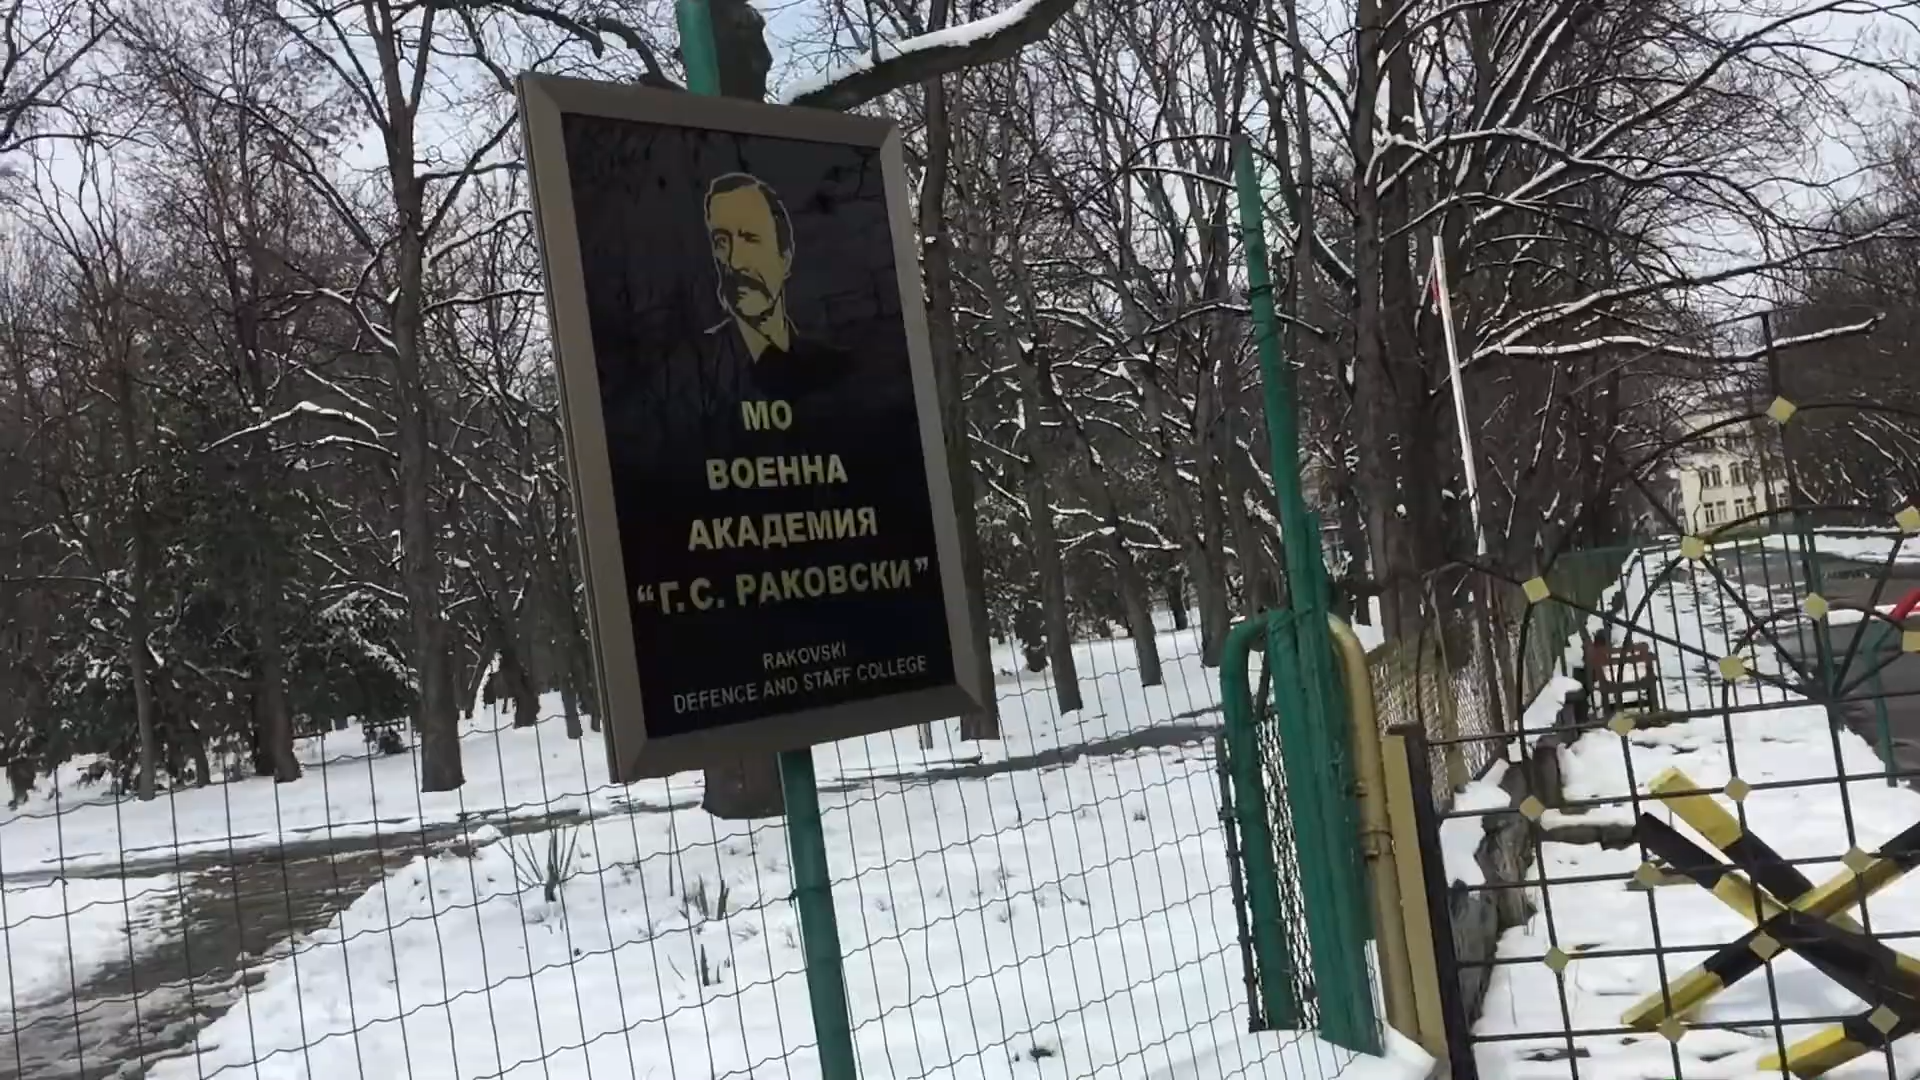 МО
ВОЕННА
АКАДЕМИЯ
“Г.С. РАКОВСКИ”
RAKOVSKI
DEFENCE AND STAFF COLLEGE